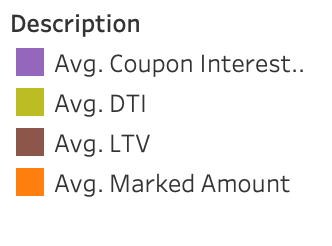 Description
Avg. Coupon Interest..
Avg. DTI
Avg. LTV
Avg. Marked Amount